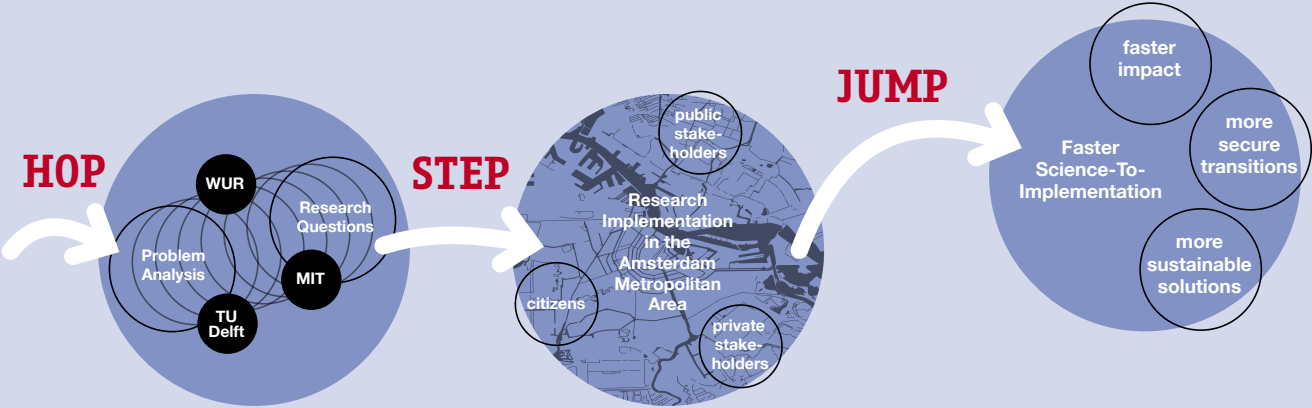 HOP
WUR
Research
Questions
Problem
Analysis
MIT
TU
Delft
STEP
public
stake-
holders
Research
Implementation
in the
Amsterdam
Metropolitan
Area
citizens
private
stake-
holders
JUMP
faster
impact
more
secure
transitions
Faster
Science-To-
Implementation
more
sustainable
solutions